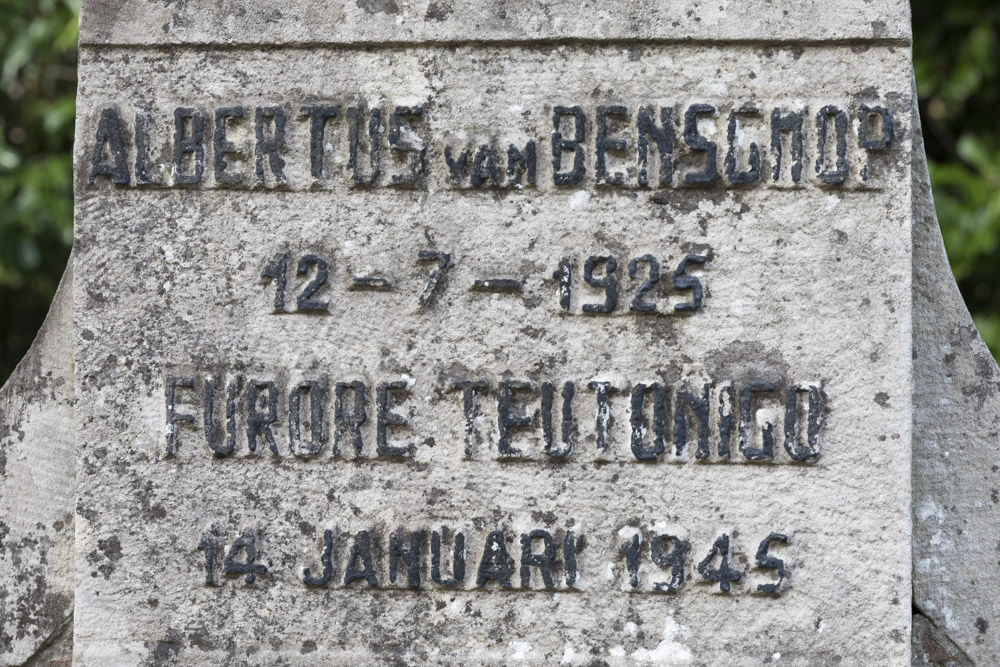 ALBERTUS VAN BENSCHOP
12 - 7 - 1925
FURORE TEUTONICO
14 JANUARI 1945